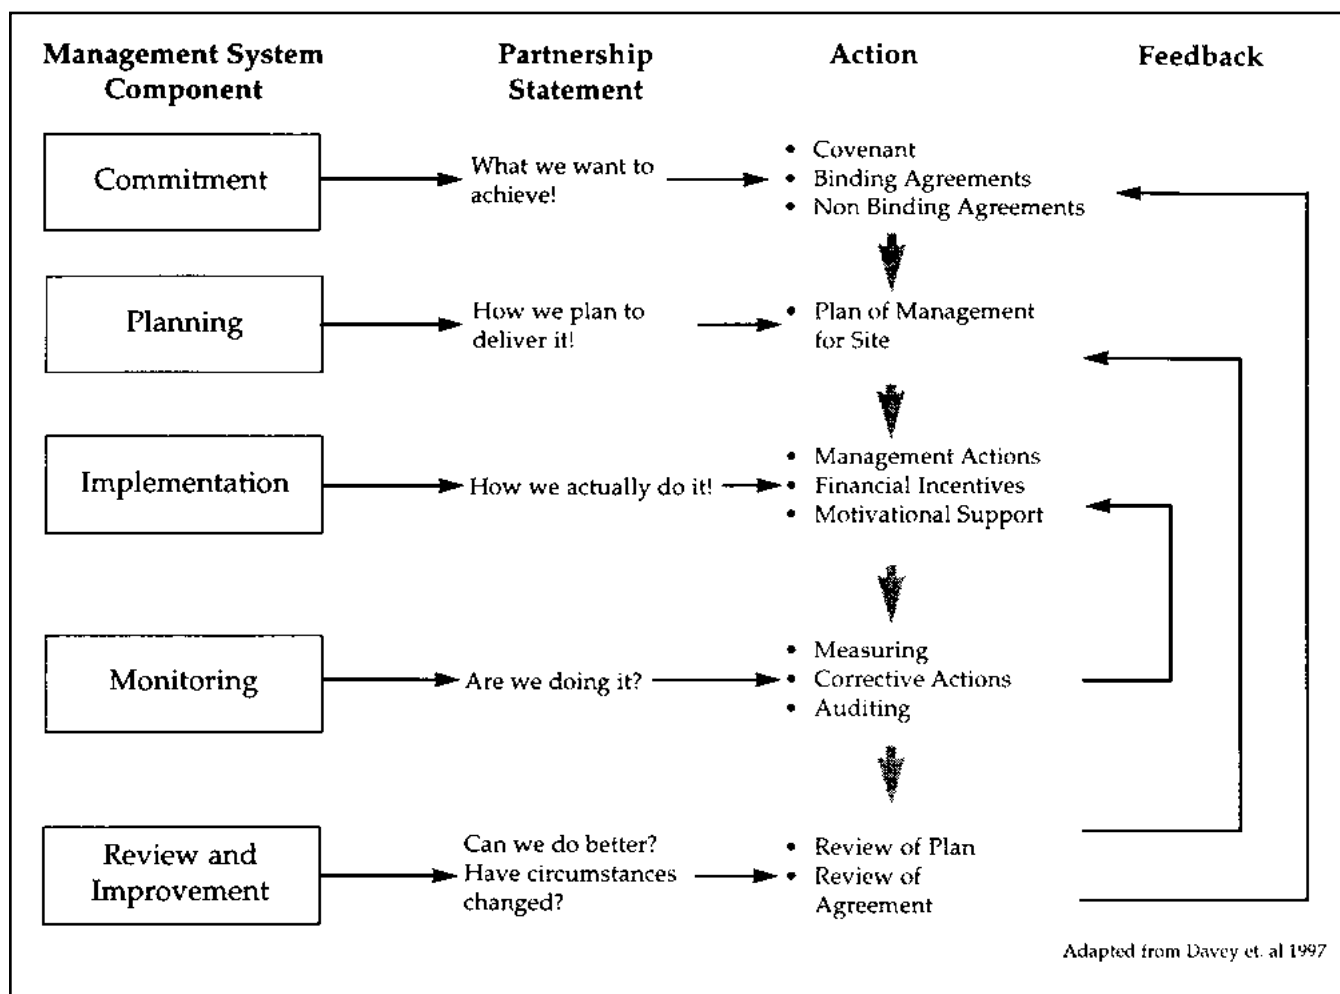 Management System
Component
Partnership
Statement
Action
Feedback
Commitment
What we want to
achieve!
• Covenant
• Binding Agreements
• Non Binding Agreements
Planning
How we plan to
deliver it!
• Plan of Management
for Site
Implementation
How we actually do it!
• Management Actions
• Financial Incentives
• Motivational Support
Monitoring
Are we doing it?
• Measuring
• Corrective Actions
• Auditing
Review and
Improvement
Can we do better?
Have circumstances
changed?
• Review of Plan
• Review of
Agreement
Adapted from Davey et. al 1997